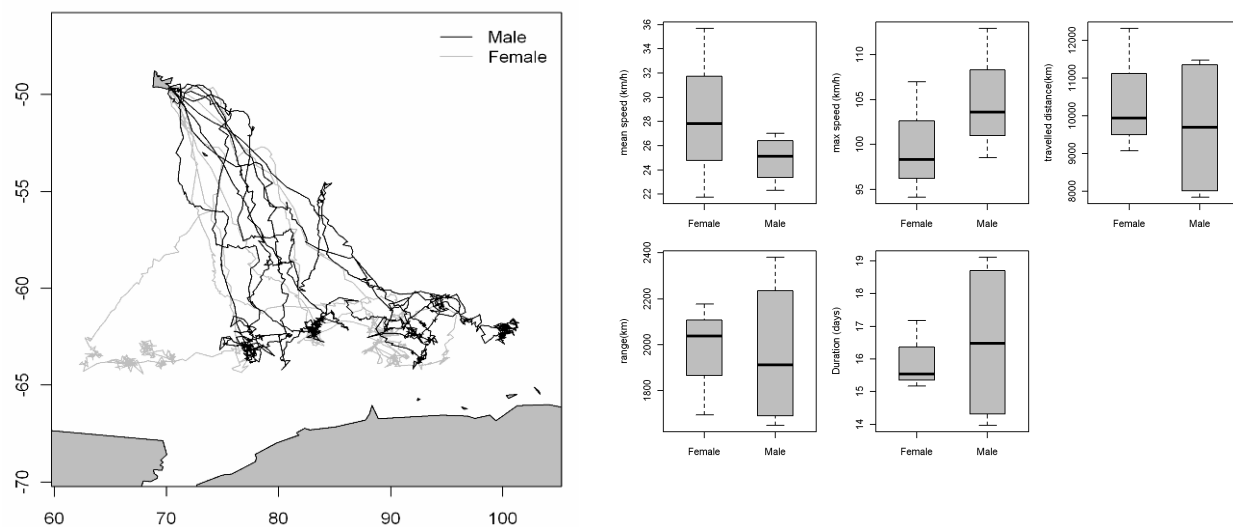 Male
Female
-50
-55
-60
-65
-70
60 70 80 90 100
mean speed (km/h)
36
34
32
30
28
26
24
22
Female Male
max speed (km/h)
110
105
100
95
Female Male
travelled distance(km)
12000
11000
10000
9000
8000
Female Male
range(km)
2400
2200
2000
1800
Female Male
Duration (days)
19
18
17
16
15
14
Female Male